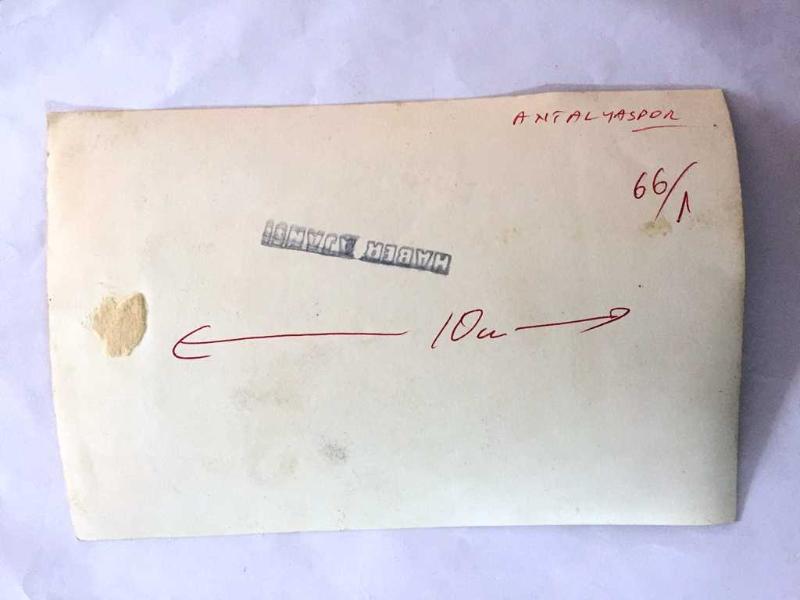 ANTALYASPOR
66/1
HABER AJANSI
10cm